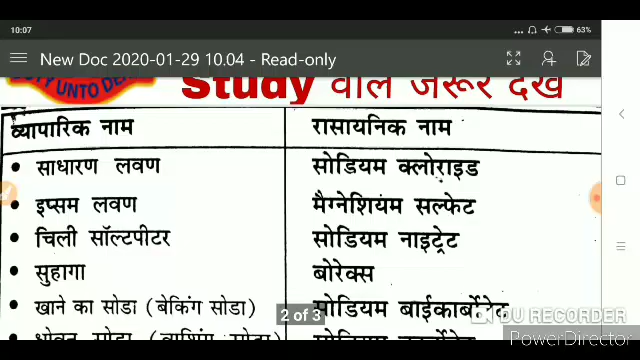 10:07
63%
New Doc 2020-01-29 10.04 - Read-only
UNTO
Study वाले जरूर देखें
व्यापारिक नाम रासायनिक नाम
• साधारण लवण सोडियम क्लोराइड
• इप्सम लवण मैग्नेशियम सल्फेट
• चिली सॉल्टपीटर सोडियम नाइट्रेट
• सुहागा बोरेक्स
• खाने का सोडा (बेकिंग सोडा) सोडियम बाईकार्बोनेट
2 of 3
DU RECORDER
PowerDirector